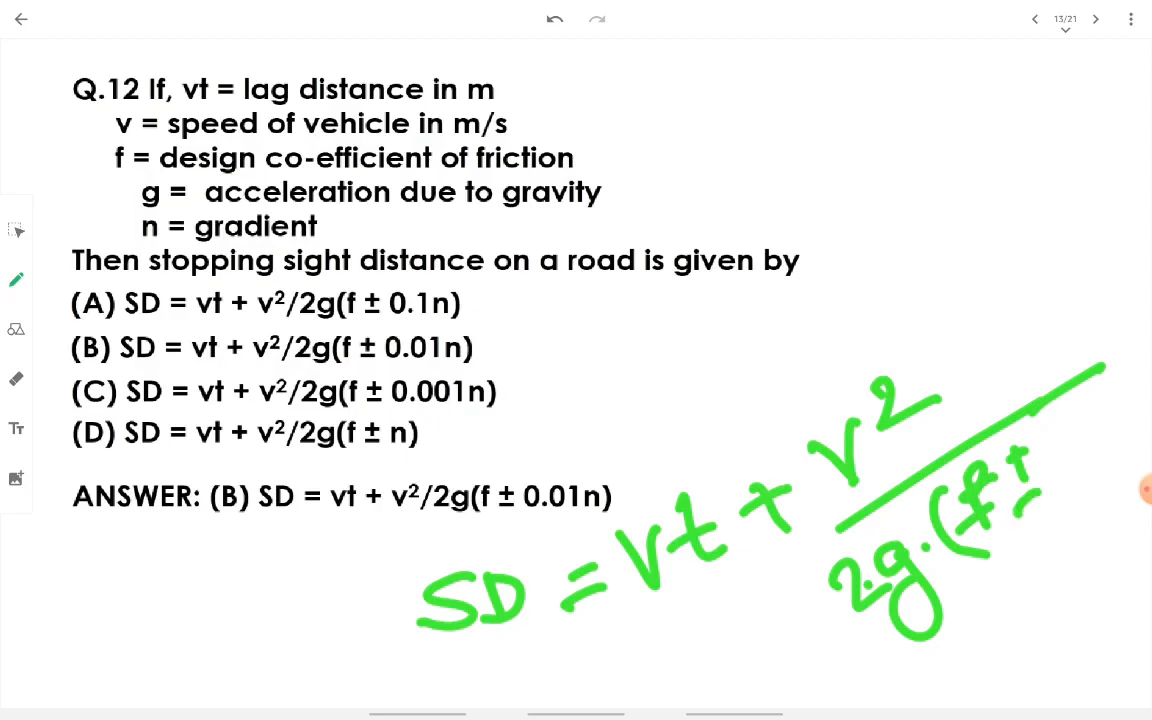 13/21
Q.12 If, vt = lag distance in m
v = speed of vehicle in m/s
f = design co-efficient of friction
g = acceleration due to gravity
n = gradient
Then stopping sight distance on a road is given by
(A) SD = vt + v²/2g(f ± 0.1n)
(B) SD = vt + v²/2g(f ± 0.01n)
(C) SD = vt + v²/2g(f ± 0.001n)
(D) SD = vt + v²/2g(f ± n)
ANSWER: (B) SD = vt + v²/2g(f ± 0.01n)
SD = vt + v²/2g.(f ±
Tт